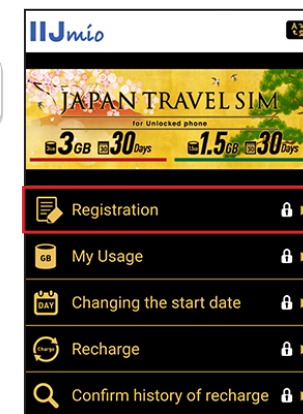 IIJmio
JAPAN TRAVEL SIM
for Unlocked phone
3GB 30Days 1.5GB 30Days
Registration
GB My Usage
DAY Changing the start date
Charge Recharge
Confirm history of recharge